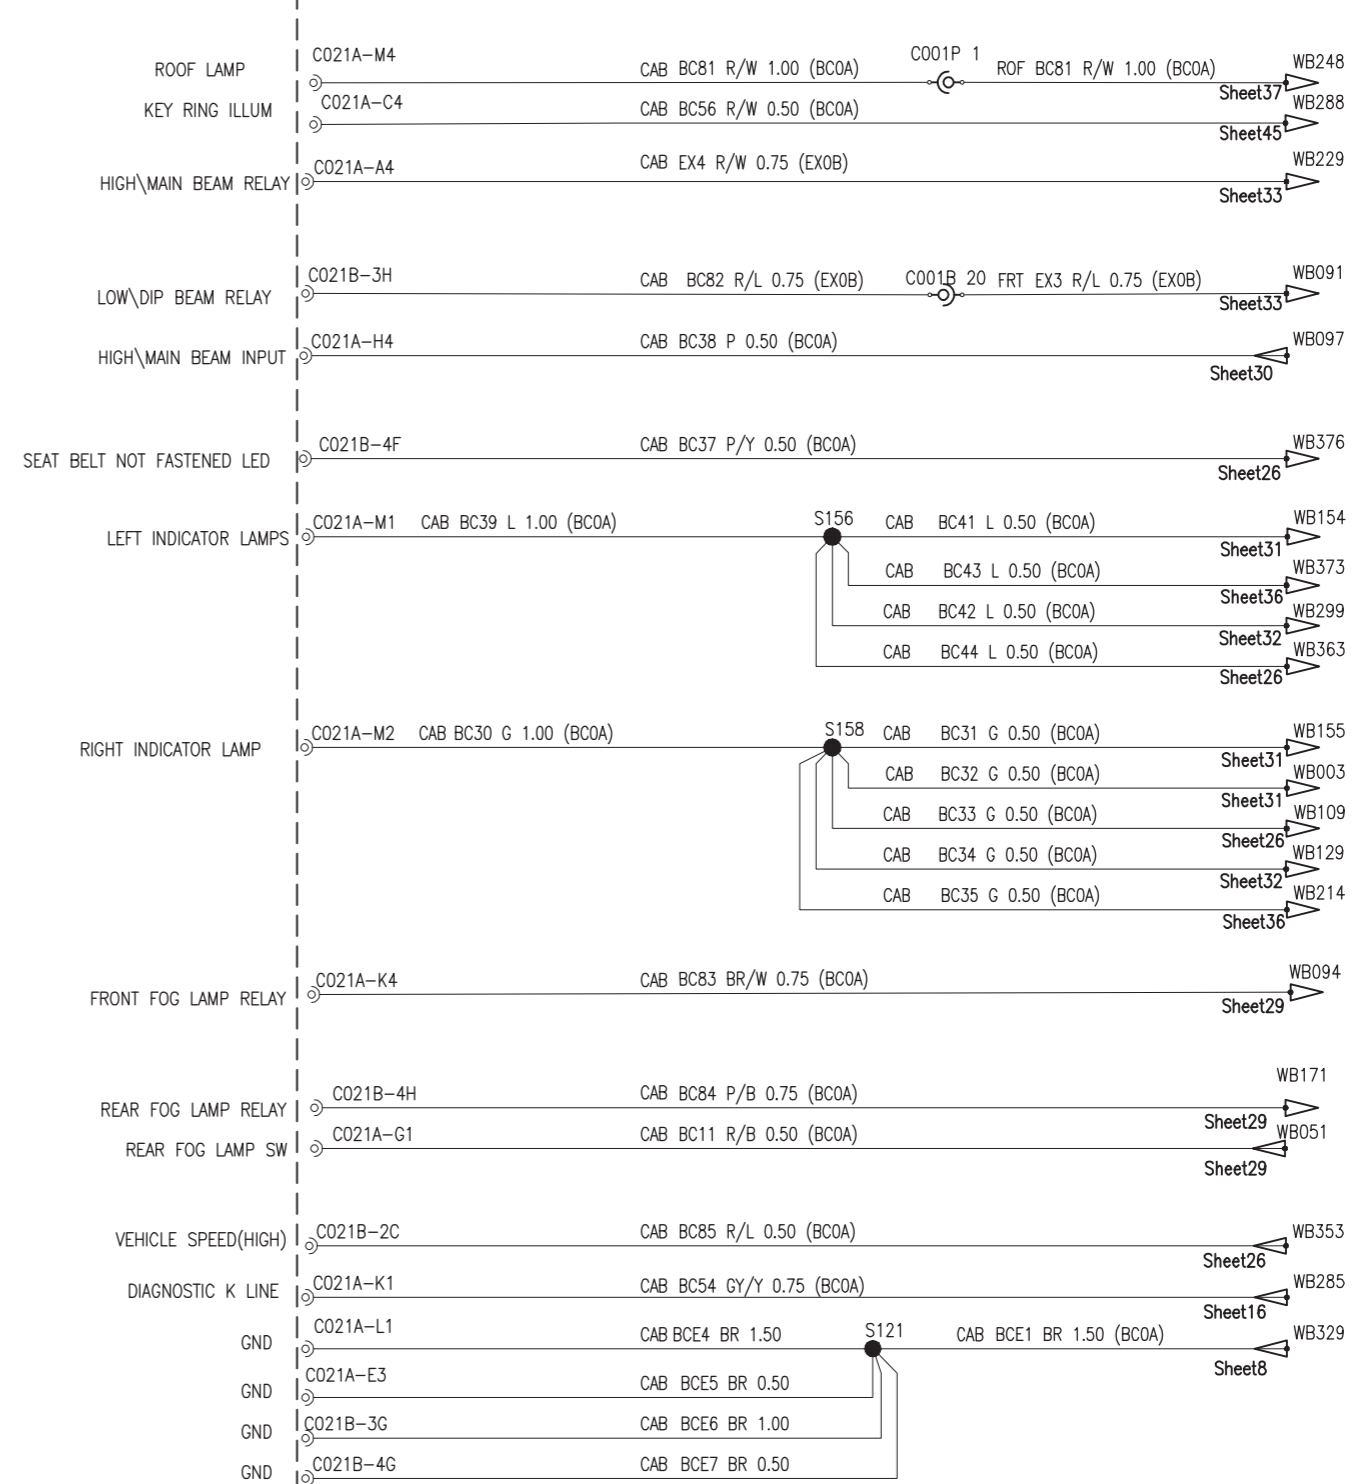 C021A-M4 C001P 1 WB248
ROOF LAMP CAB BC81 R/W 1.00 (BC0A) ROF BC81 R/W 1.00 (BC0A)
Sheet37
KEY RING ILLUM C021A-C4 CAB BC56 R/W 0.50 (BC0A) WB288
Sheet45
C021A-A4 CAB EX4 R/W 0.75 (EX0B) WB229
HIGH\MAIN BEAM RELAY Sheet33
C021B-3H CAB BC82 R/L 0.75 (EX0B) C001B 20 FRT EX3 R/L 0.75 (EX0B) WB091
LOW\DIP BEAM RELAY Sheet33
C021A-H4 CAB BC38 P 0.50 (BC0A) WB097
HIGH\MAIN BEAM INPUT Sheet30
C021B-4F CAB BC37 P/Y 0.50 (BC0A) WB376
SEAT BELT NOT FASTENED LED Sheet26
C021A-M1 CAB BC39 L 1.00 (BC0A) S156 CAB BC41 L 0.50 (BC0A) WB154
LEFT INDICATOR LAMPS Sheet31
CAB BC43 L 0.50 (BC0A) WB373
Sheet36
CAB BC42 L 0.50 (BC0A) WB299
Sheet32
CAB BC44 L 0.50 (BC0A) WB363
Sheet26
C021A-M2 CAB BC30 G 1.00 (BC0A) S158 CAB BC31 G 0.50 (BC0A) WB155
RIGHT INDICATOR LAMP Sheet31
CAB BC32 G 0.50 (BC0A) WB003
Sheet31
CAB BC33 G 0.50 (BC0A) WB109
Sheet26
CAB BC34 G 0.50 (BC0A) WB129
Sheet32
CAB BC35 G 0.50 (BC0A) WB214
Sheet36
C021A-K4 CAB BC83 BR/W 0.75 (BC0A) WB094
FRONT FOG LAMP RELAY Sheet29
WB171
C021B-4H CAB BC84 P/B 0.75 (BC0A)
REAR FOG LAMP RELAY Sheet29
C021A-G1 CAB BC11 R/B 0.50 (BC0A) WB051
REAR FOG LAMP SW Sheet29
C021B-2C CAB BC85 R/L 0.50 (BC0A) WB353
VEHICLE SPEED(HIGH) Sheet26
DIAGNOSTIC K LINE C021A-K1 CAB BC54 GY/Y 0.75 (BC0A) WB285
Sheet16
C021A-L1 CAB BCE4 BR 1.50 S121 CAB BCE1 BR 1.50 (BC0A) WB329
GND Sheet8
C021A-E3 CAB BCE5 BR 0.50
GND
C021B-3G CAB BCE6 BR 1.00
GND
C021B-4G CAB BCE7 BR 0.50
GND